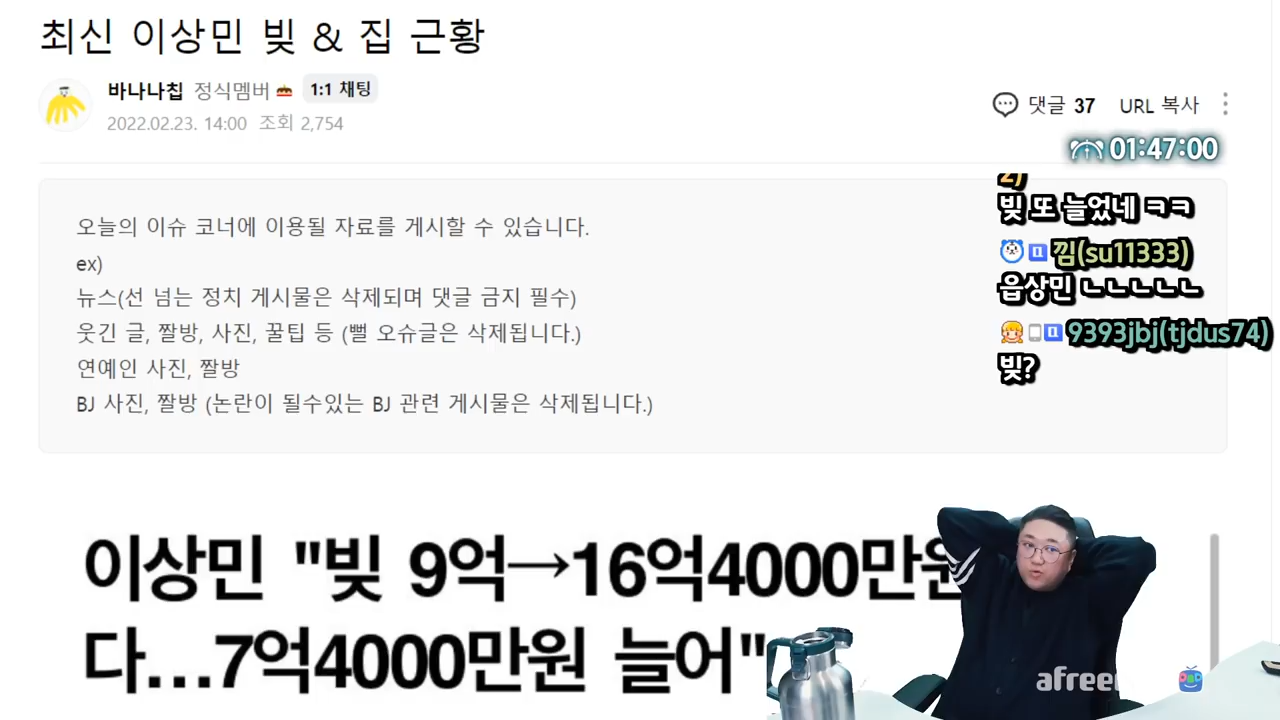 최신 이상민 빚 & 집 근황
바나나칩 정식멤버 1:1 채팅
2022.02.23. 14:00 조회 2,754
댓글 37 URL 복사
01:47:00
오늘의 이슈 코너에 이용될 자료를 게시할 수 있습니다.
ex)
뉴스(선 넘는 정치 게시물은 삭제되며 댓글 금지 필수)
웃긴 글, 짤방, 사진, 꿀팁 등 (뻘 오슈글은 삭제됩니다.)
연예인 사진, 짤방
BJ 사진, 짤방 (논란이 될수있는 BJ 관련 게시물은 삭제됩니다.)
빚 또 늘었네 ㅋㅋ
낌(su11333)
읍상민 ㄴㄴㄴㄴㄴ
9393jbj(tjdus74)
빚?
이상민 "빚 9억→16억4000만원
다...7억4000만원 늘어"
afree